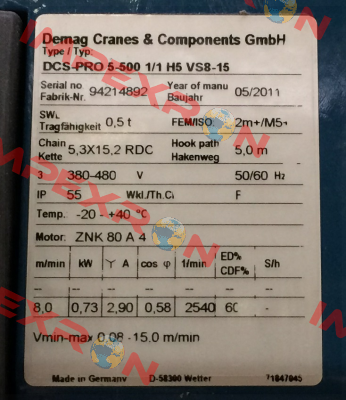 Demag Cranes & Components GmbH
Type / Typ:
DCS-PRO 5-500 1/1 H5 VS8-15
Serial no Year of manu
Fabrik-Nr. 94214892 Baujahr 05/2011
SWL
Tragfähigkeit 0,5 t FEM/ISO. 2m+/M5+
Chain Hook path
Kette 5,3X15,2 RDC Hakenweg 5,0 m
3 380-480 V 50/60 Hz
IP 55 Wkl./Th.Cl F
Temp. -20 - +40 °C
Motor: ZNK 80 A 4
m/min kW Y A cos φ 1/min ED% CDF% S/h
-- -- -- -- -- -- --
8,0 0,73 2,90 0,58 2540 60 -
Vmin-max 0,08 -15,0 m/min
Made in Germany D-58300 Wetter 71847045
IMPEXRON
IMPEXRON